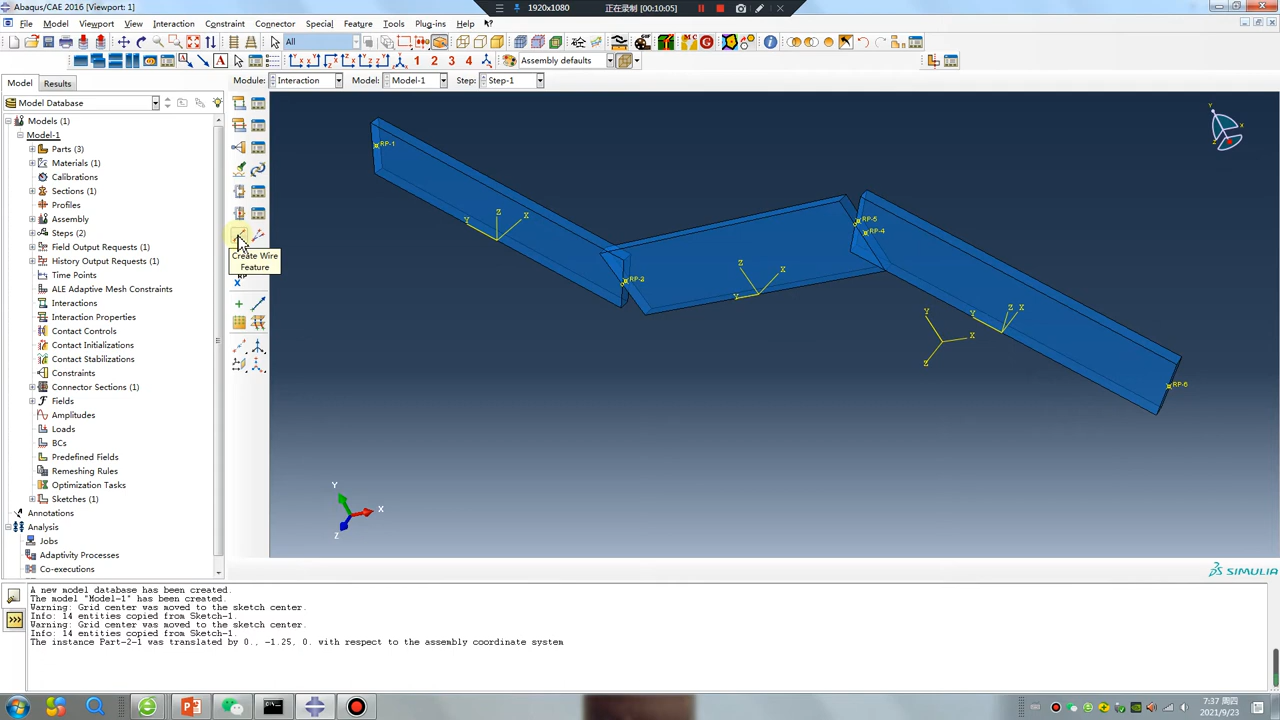 Abaqus/CAE 2016 [Viewport: 1]
1920x1080
正在录制 [00:10:05]
File Model Viewport View Interaction Constraint Connector Special Feature Tools Plug-ins Help
All
1 2 3 4
Assembly defaults
Model Results
Module: Interaction Model: Model-1 Step: Step-1
Model Database
Models (1)
Model-1
Parts (3)
Materials (1)
Calibrations
Sections (1)
Profiles
Assembly
Steps (2)
Field Output Requests (1)
History Output Requests (1)
Time Points
ALE Adaptive Mesh Constraints
Interactions
Interaction Properties
Contact Controls
Contact Initializations
Contact Stabilizations
Constraints
Connector Sections (1)
Fields
Amplitudes
Loads
BCs
Predefined Fields
Remeshing Rules
Optimization Tasks
Sketches (1)
Annotations
Analysis
Jobs
Adaptivity Processes
Co-executions
Create Wire
Feature
RP-1
RP-5
RP-4
RP-6
X
Y
Z
SIMULIA
A new model database has been created.
The model "Model-1" has been created.
Warning: Grid center was moved to the sketch center.
Info: 14 entities copied from Sketch-1.
Warning: Grid center was moved to the sketch center.
Info: 14 entities copied from Sketch-1.
The instance Part-2-1 was translated by 0., -1.25, 0. with respect to the assembly coordinate system
7:37 周四
2021/9/23